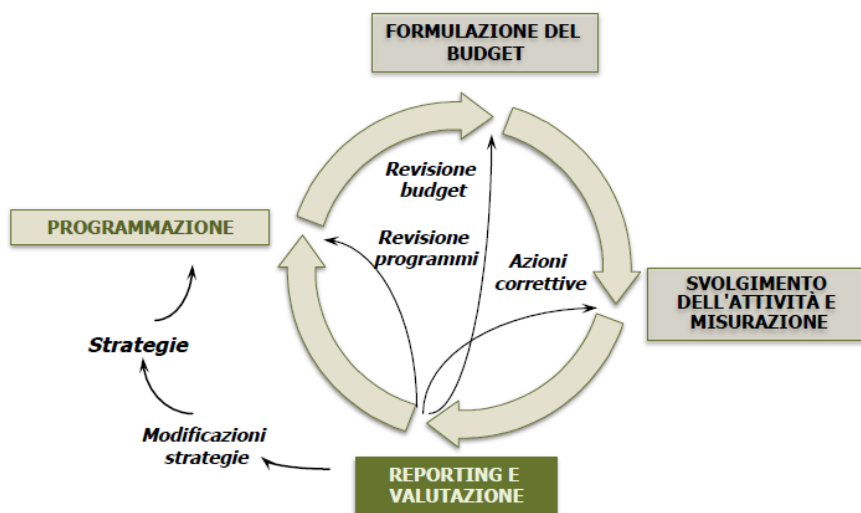 FORMULAZIONE DEL
BUDGET
Revisione
budget
PROGRAMMAZIONE
Revisione
programmi
Azioni
correttive
SVOLGIMENTO
DELL'ATTIVITÀ E
MISURAZIONE
Strategie
Modificazioni
strategie
REPORTING E
VALUTAZIONE